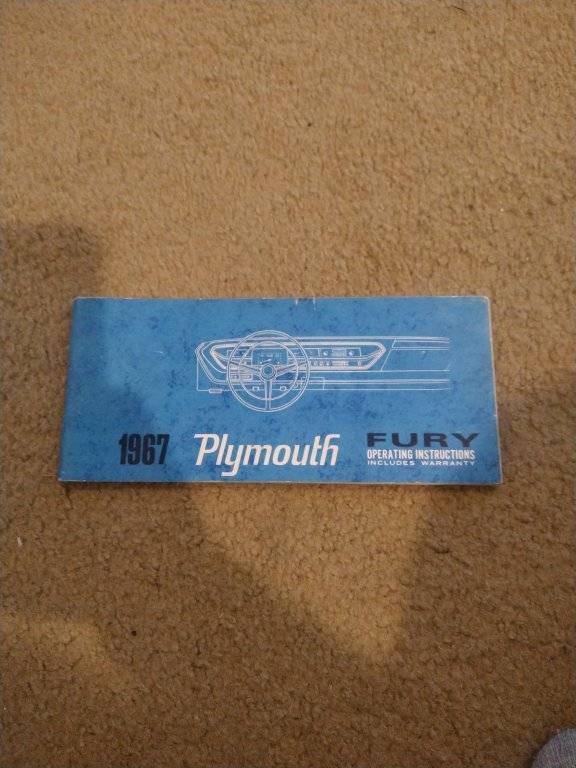 1967 Plymouth FURY
OPERATING INSTRUCTIONS
INCLUDES WARRANTY